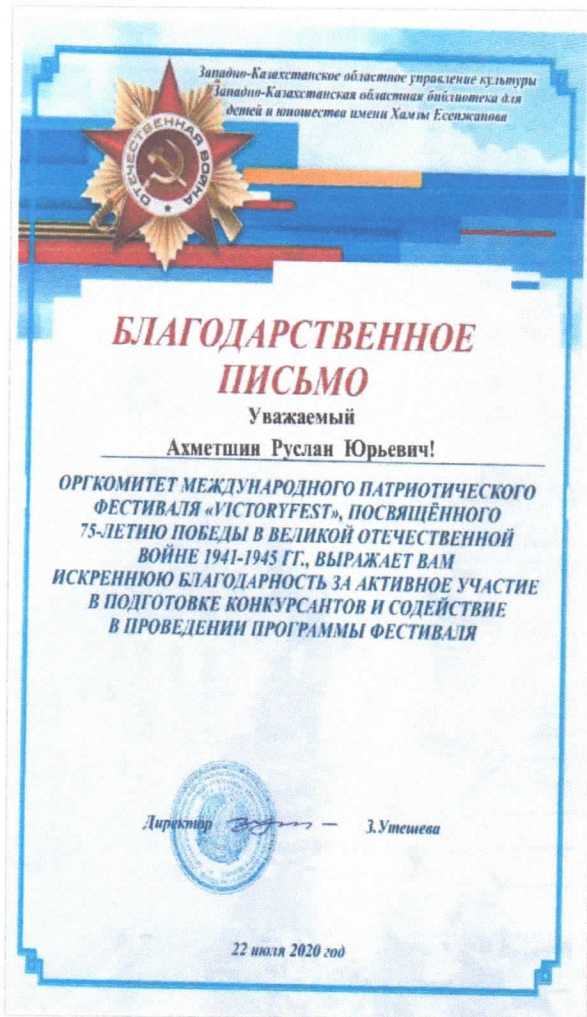 Западно-Казахстанское областное управление культуры
Западно-Казахстанская областная библиотека для
детей и юношества имени Хамзы Есенжанова
ОТЕЧЕСТВЕННАЯ ВОЙНА
БЛАГОДАРСТВЕННОЕ
ПИСЬМО
Уважаемый
Ахметшин Руслан Юрьевич!
ОРГКОМИТЕТ МЕЖДУНАРОДНОГО ПАТРИОТИЧЕСКОГО
ФЕСТИВАЛЯ «VICTORYFEST», ПОСВЯЩЁННОГО
75-ЛЕТИЮ ПОБЕДЫ В ВЕЛИКОЙ ОТЕЧЕСТВЕННОЙ
ВОЙНЕ 1941-1945 ГГ., ВЫРАЖАЕТ ВАМ
ИСКРЕННЮЮ БЛАГОДАРНОСТЬ ЗА АКТИВНОЕ УЧАСТИЕ
В ПОДГОТОВКЕ КОНКУРСАНТОВ И СОДЕЙСТВИЕ
В ПРОВЕДЕНИИ ПРОГРАММЫ ФЕСТИВАЛЯ
Директор З.Утешева
22 июля 2020 год